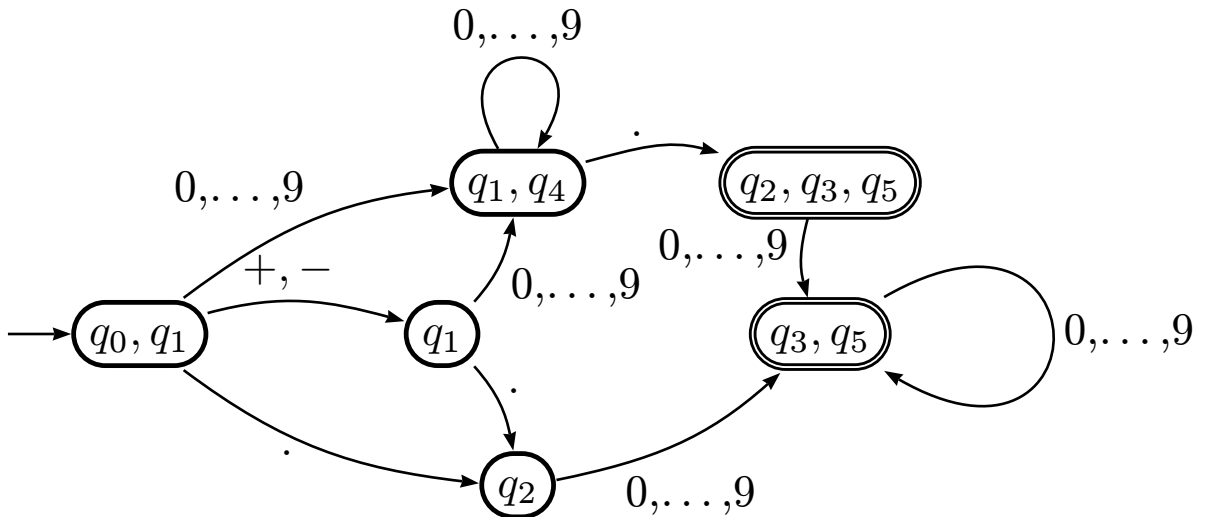 0,...,9
.
q₁, q₄
q₂, q₃, q₅
0,...,9
0,...,9
+, −
0,...,9
q₀, q₁
q₁
q₃, q₅
0,...,9
.
.
q₂
0,...,9